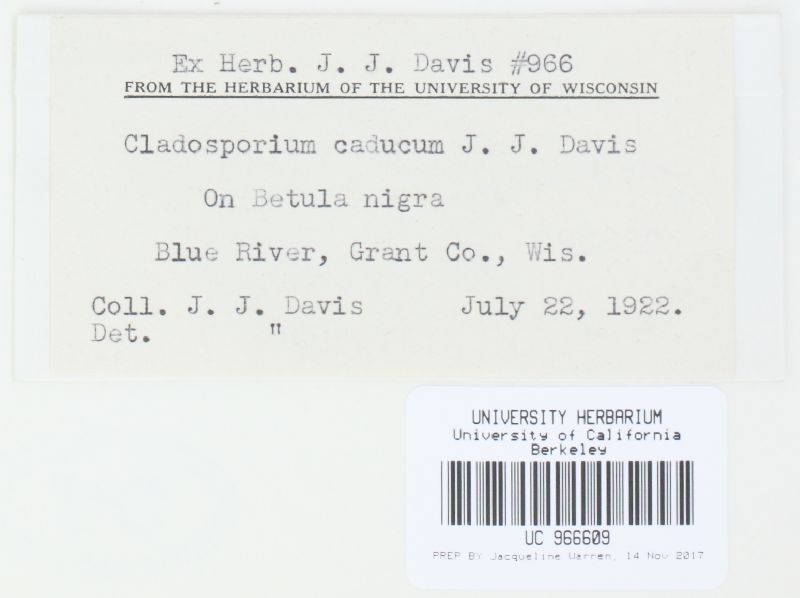 Ex Herb. J. J. Davis #966
FROM THE HERBARIUM OF THE UNIVERSITY OF WISCONSIN
Cladosporium caducum J. J. Davis
On Betula nigra
Blue River, Grant Co., Wis.
Coll. J. J. Davis July 22, 1922.
Det. "
UNIVERSITY HERBARIUM
University of California
Berkeley
UC 966609
PREP BY Jacqueline Warren, 14 Nov 2017